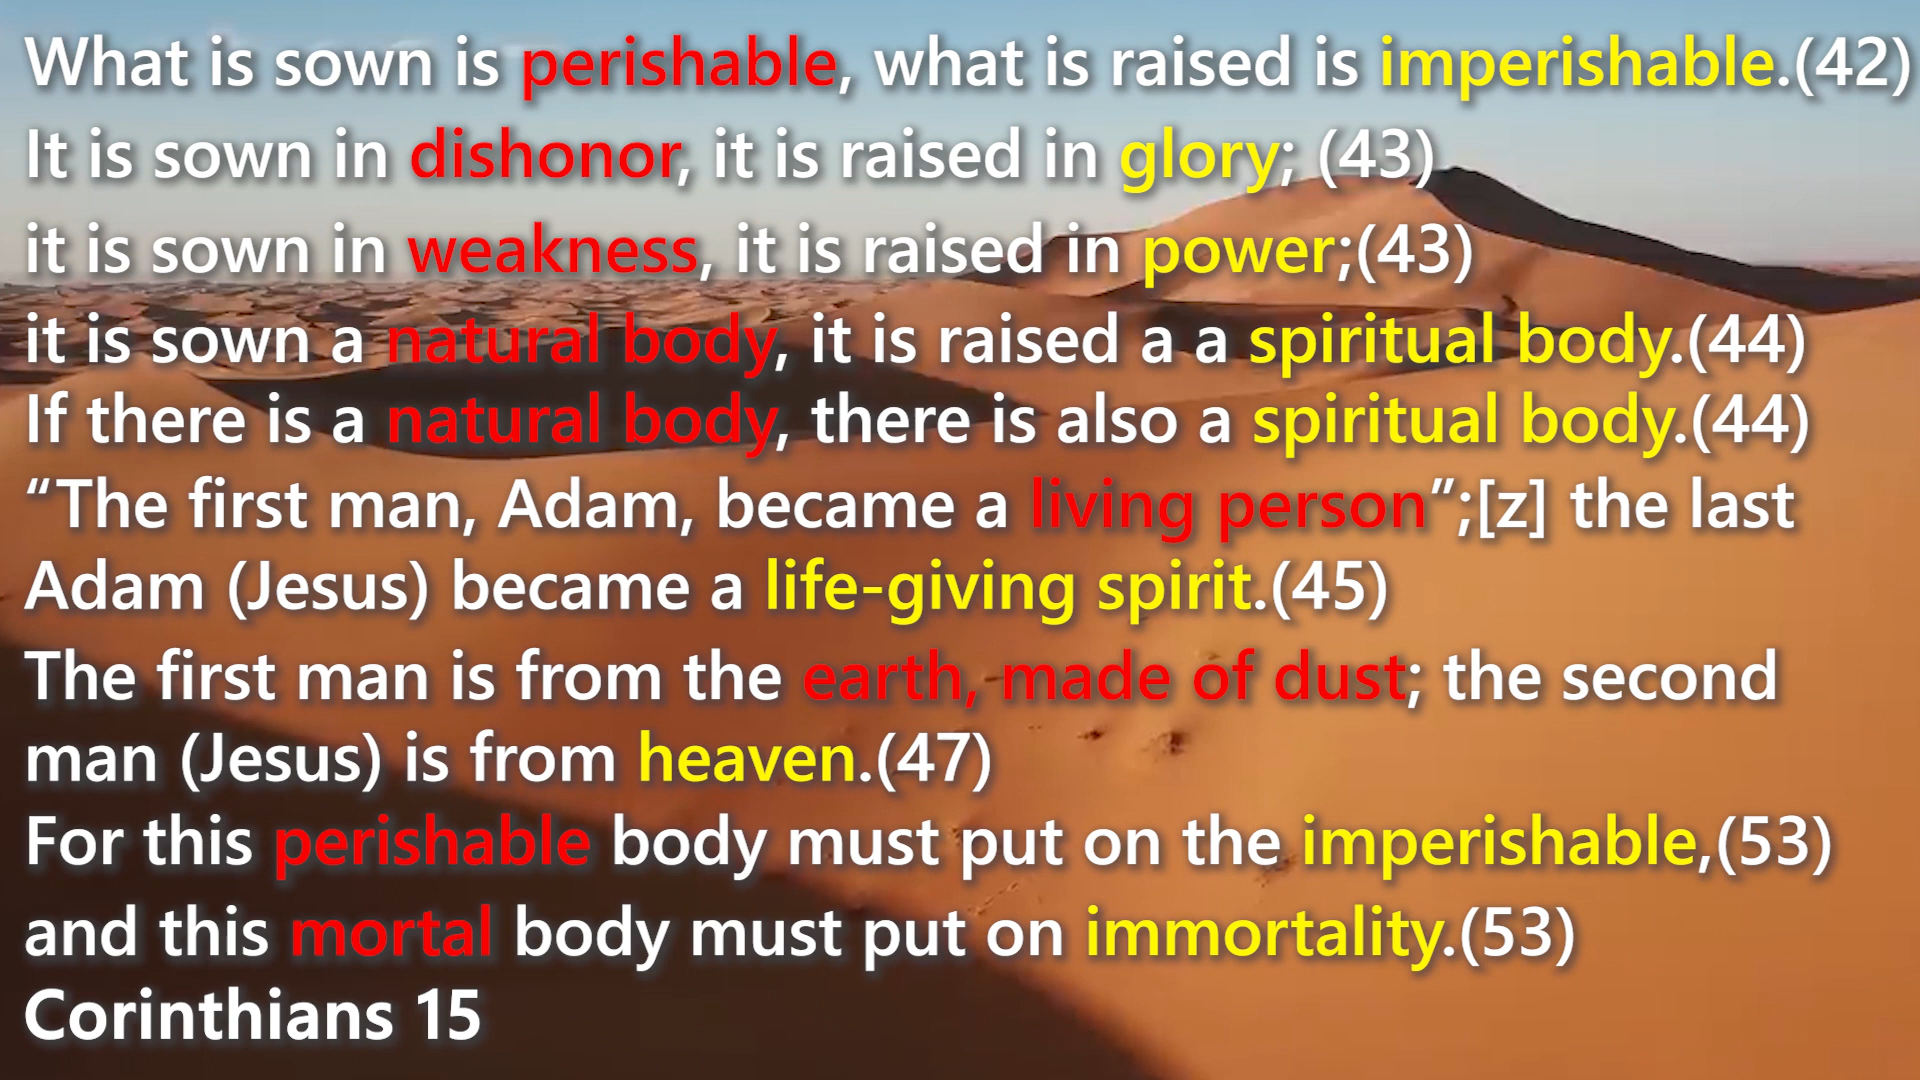 What is sown is perishable, what is raised is imperishable.(42)
It is sown in dishonor, it is raised in glory; (43)
it is sown in weakness, it is raised in power;(43)
it is sown a natural body, it is raised a a spiritual body.(44)
If there is a natural body, there is also a spiritual body.(44)
“The first man, Adam, became a living person”;[z] the last
Adam (Jesus) became a life-giving spirit.(45)
The first man is from the earth, made of dust; the second
man (Jesus) is from heaven.(47)
For this perishable body must put on the imperishable,(53)
and this mortal body must put on immortality.(53)
Corinthians 15